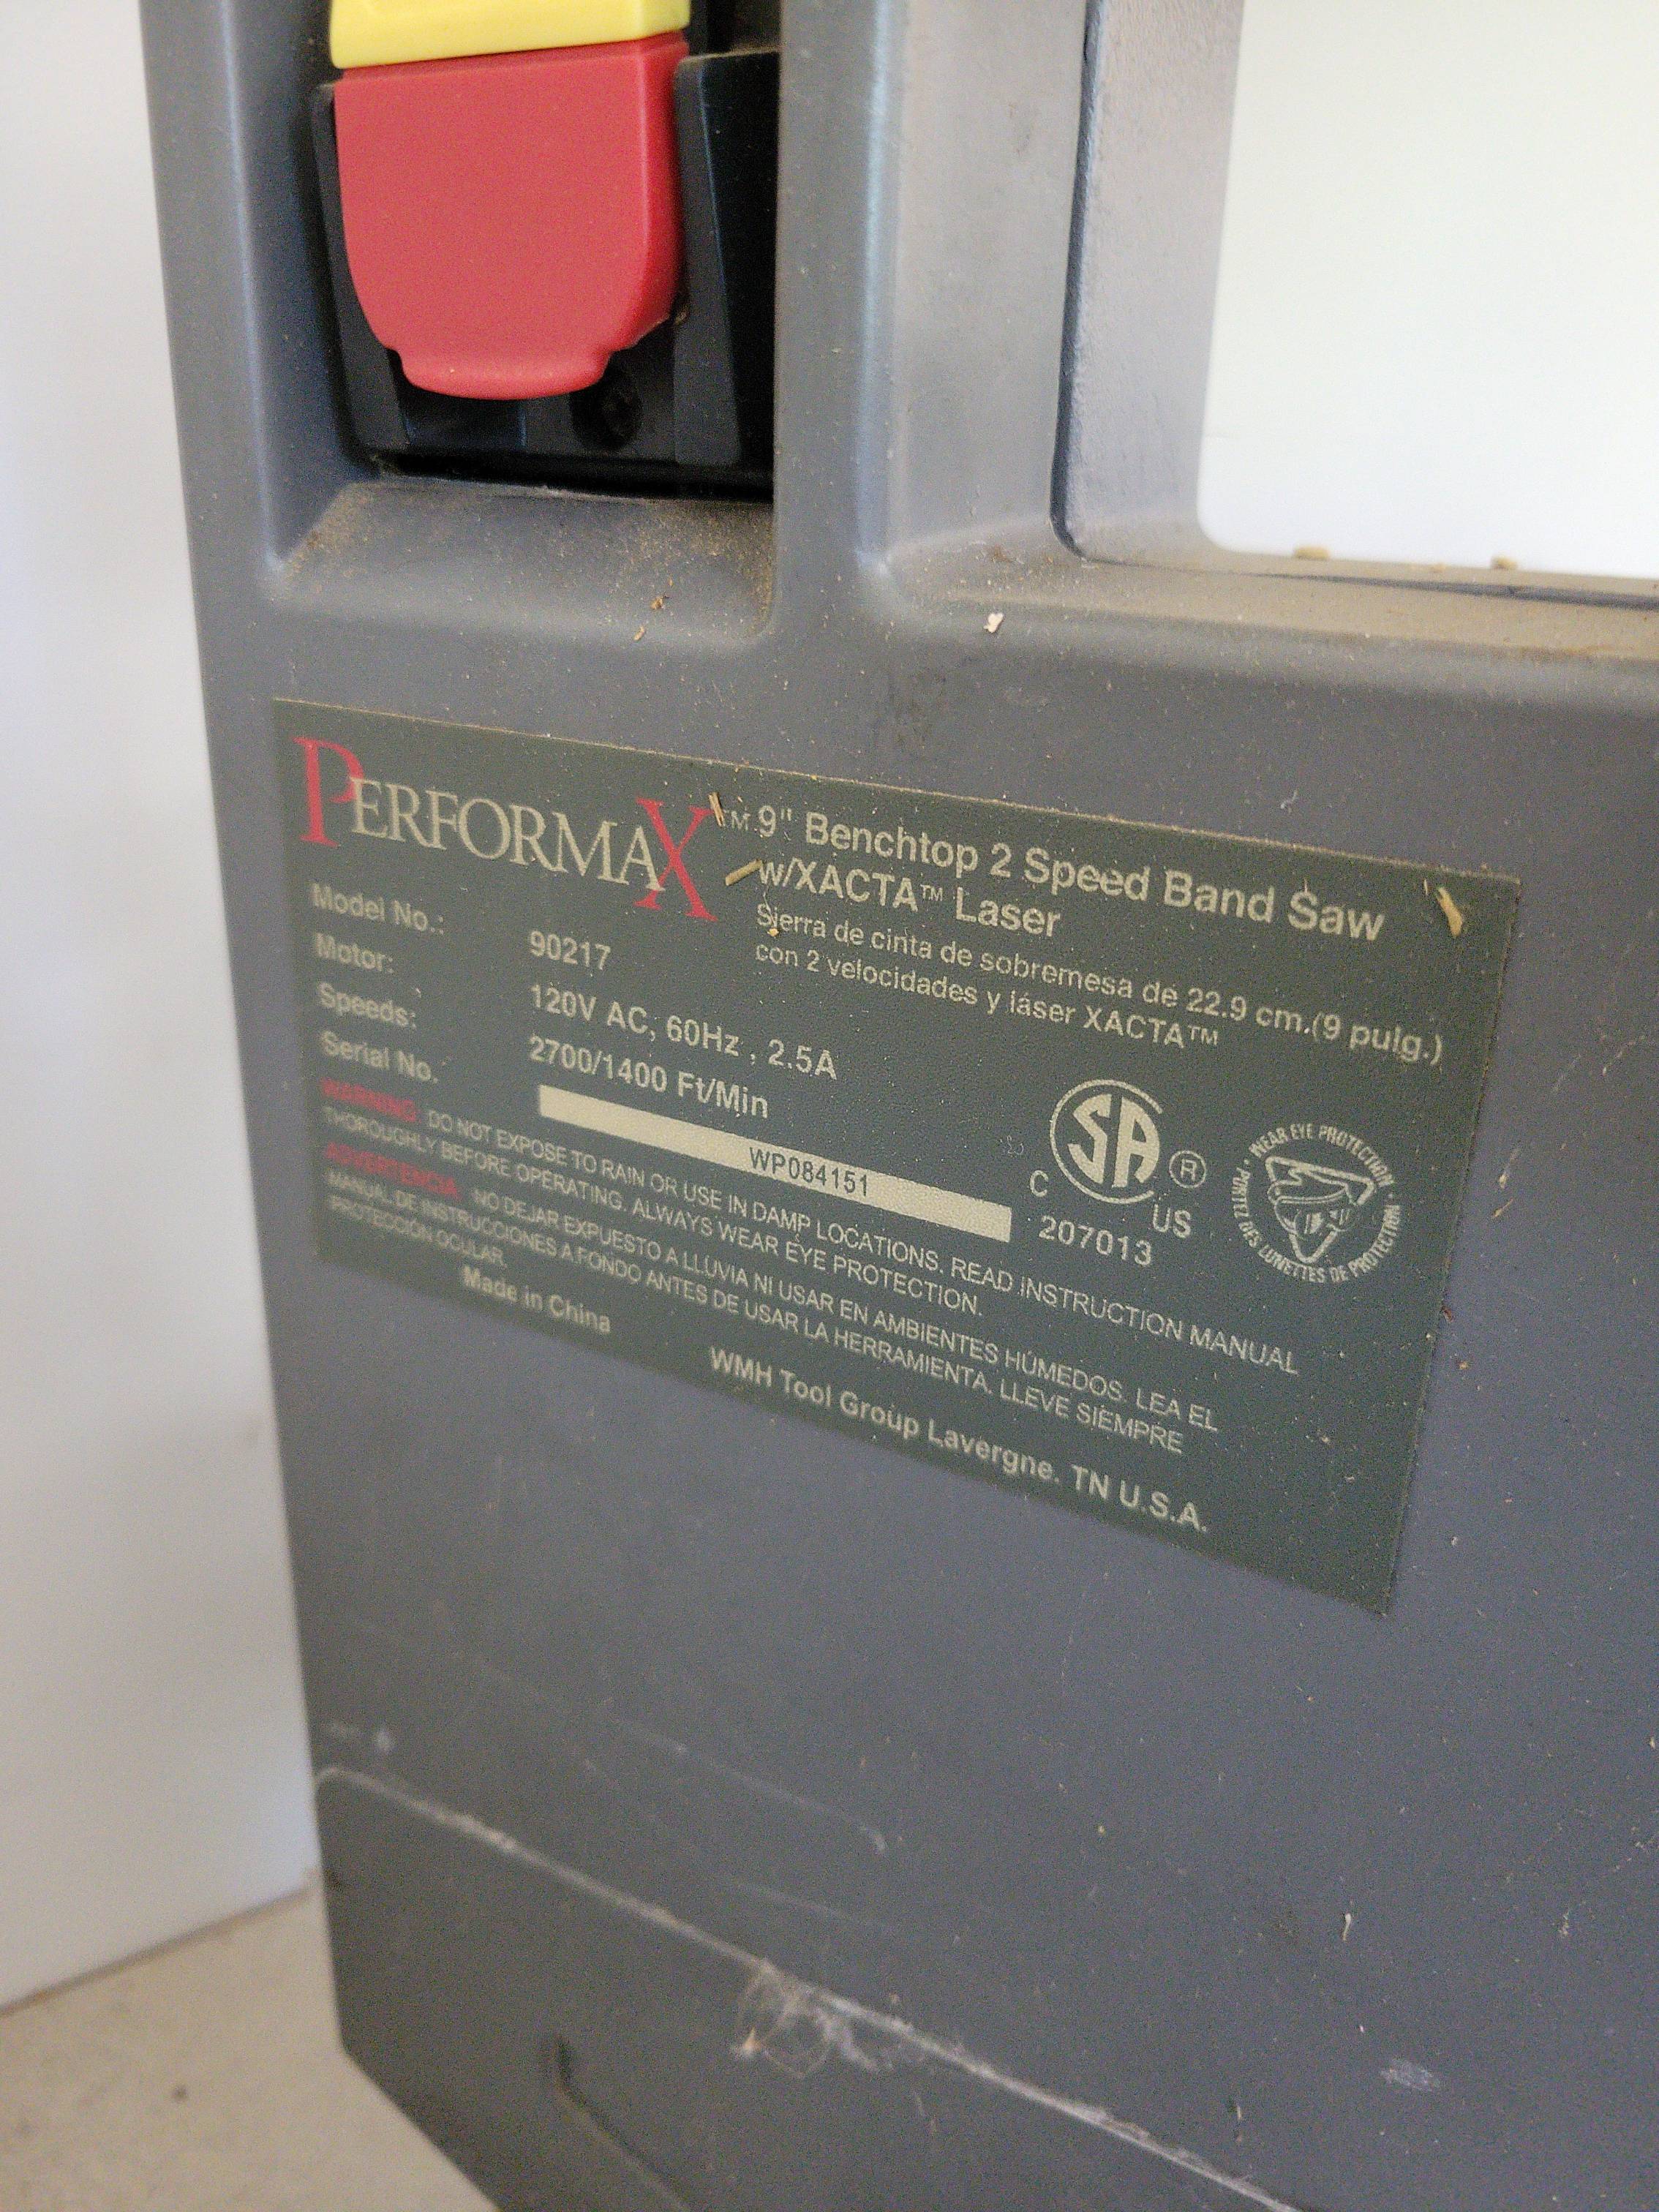 PERFORMAX™ 9" Benchtop 2 Speed Band Saw
w/XACTA™ Laser
Sierra de cinta de sobremesa de 22.9 cm.(9 pulg.)
con 2 velocidades y láser XACTA™
Model No.: 90217
Motor: 120V AC, 60Hz , 2.5A
Speeds: 2700/1400 Ft/Min
Serial No. WP084151
C SA ® US
207013
WEAR EYE PROTECTION • PORTEZ DES LUNETTES DE PROTECTION •
WARNING DO NOT EXPOSE TO RAIN OR USE IN DAMP LOCATIONS. READ INSTRUCTION MANUAL
THOROUGHLY BEFORE OPERATING. ALWAYS WEAR EYE PROTECTION.
ADVERTENCIA NO DEJAR EXPUESTO A LLUVIA NI USAR EN AMBIENTES HÚMEDOS. LEA EL
MANUAL DE INSTRUCCIONES A FONDO ANTES DE USAR LA HERRAMIENTA. LLEVE SIEMPRE
PROTECCIÓN OCULAR.
Made in China
WMH Tool Group Lavergne. TN U.S.A.